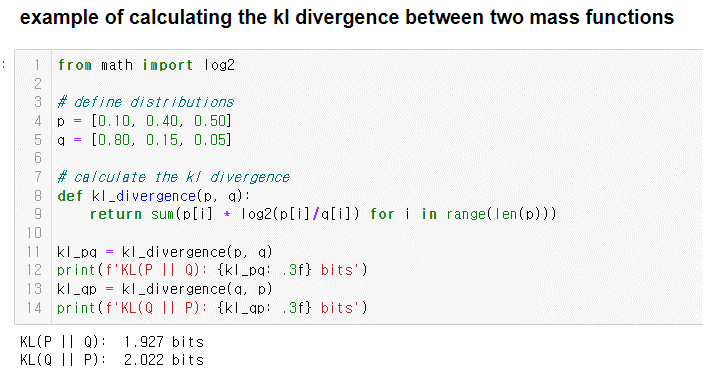 example of calculating the kl divergence between two mass functions
:
1 from math import log2
2
3 # define distributions
4 p = [0.10, 0.40, 0.50]
5 q = [0.80, 0.15, 0.05]
6
7 # calculate the kl divergence
8 def kl_divergence(p, q):
9     return sum(p[i] * log2(p[i]/q[i]) for i in range(len(p)))
10
11 kl_pq = kl_divergence(p, q)
12 print(f'KL(P || Q): {kl_pq: .3f} bits')
13 kl_qp = kl_divergence(q, p)
14 print(f'KL(Q || P): {kl_qp: .3f} bits')
KL(P || Q):  1.927 bits
KL(Q || P):  2.022 bits